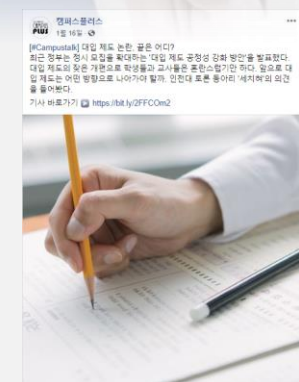 PLUS
캠퍼스플러스
1월 16일
[#Campustalk] 대입 제도 논란, 끝은 어디?
최근 정부는 정시 모집을 확대하는 '대입 제도 공정성 강화 방안'을 발표했다.
대입 제도의 잦은 개편으로 학생들과 교사들은 혼란스럽기만 하다. 앞으로 대
입 제도는 어떤 방향으로 나아가야 할까. 인천대 토론 동아리 '세치혀'의 의견
을 들어봤다.
기사 바로가기 ▶ https://bit.ly/2FFCOm2